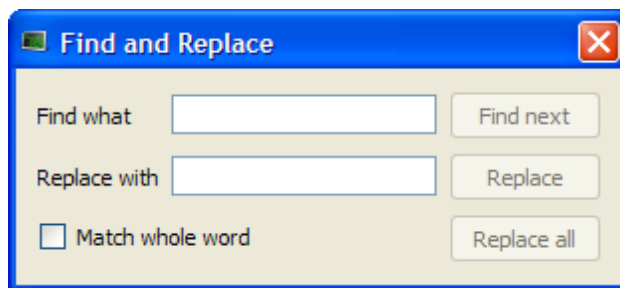 Find and Replace
Find what
Find next
Replace with
Replace
Match whole word
Replace all